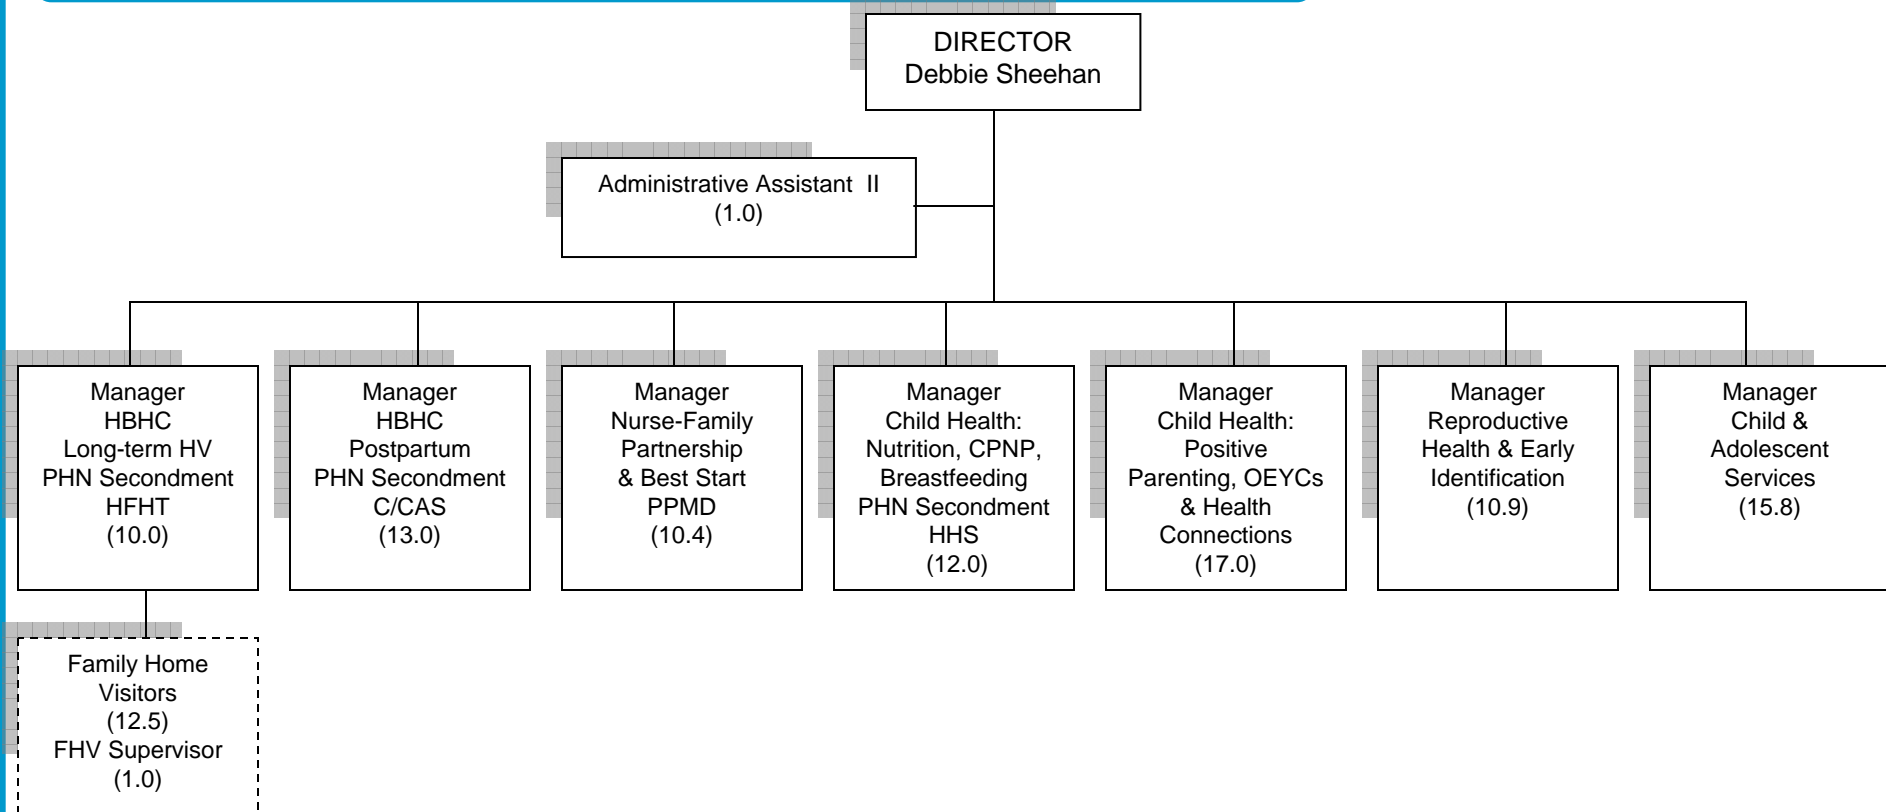 DIRECTOR
Debbie Sheehan
Administrative Assistant II
(1.0)
Manager
HBHC
Long-term HV
PHN Secondment
HFHT
(10.0)
Manager
HBHC
Postpartum
PHN Secondment
C/CAS
(13.0)
Manager
Nurse-Family
Partnership
& Best Start
PPMD
(10.4)
Manager
Child Health:
Nutrition, CPNP,
Breastfeeding
PHN Secondment
HHS
(12.0)
Manager
Child Health:
Positive
Parenting, OEYCs
& Health
Connections
(17.0)
Manager
Reproductive
Health & Early
Identification
(10.9)
Manager
Child &
Adolescent
Services
(15.8)
Family Home
Visitors
(12.5)
FHV Supervisor
(1.0)